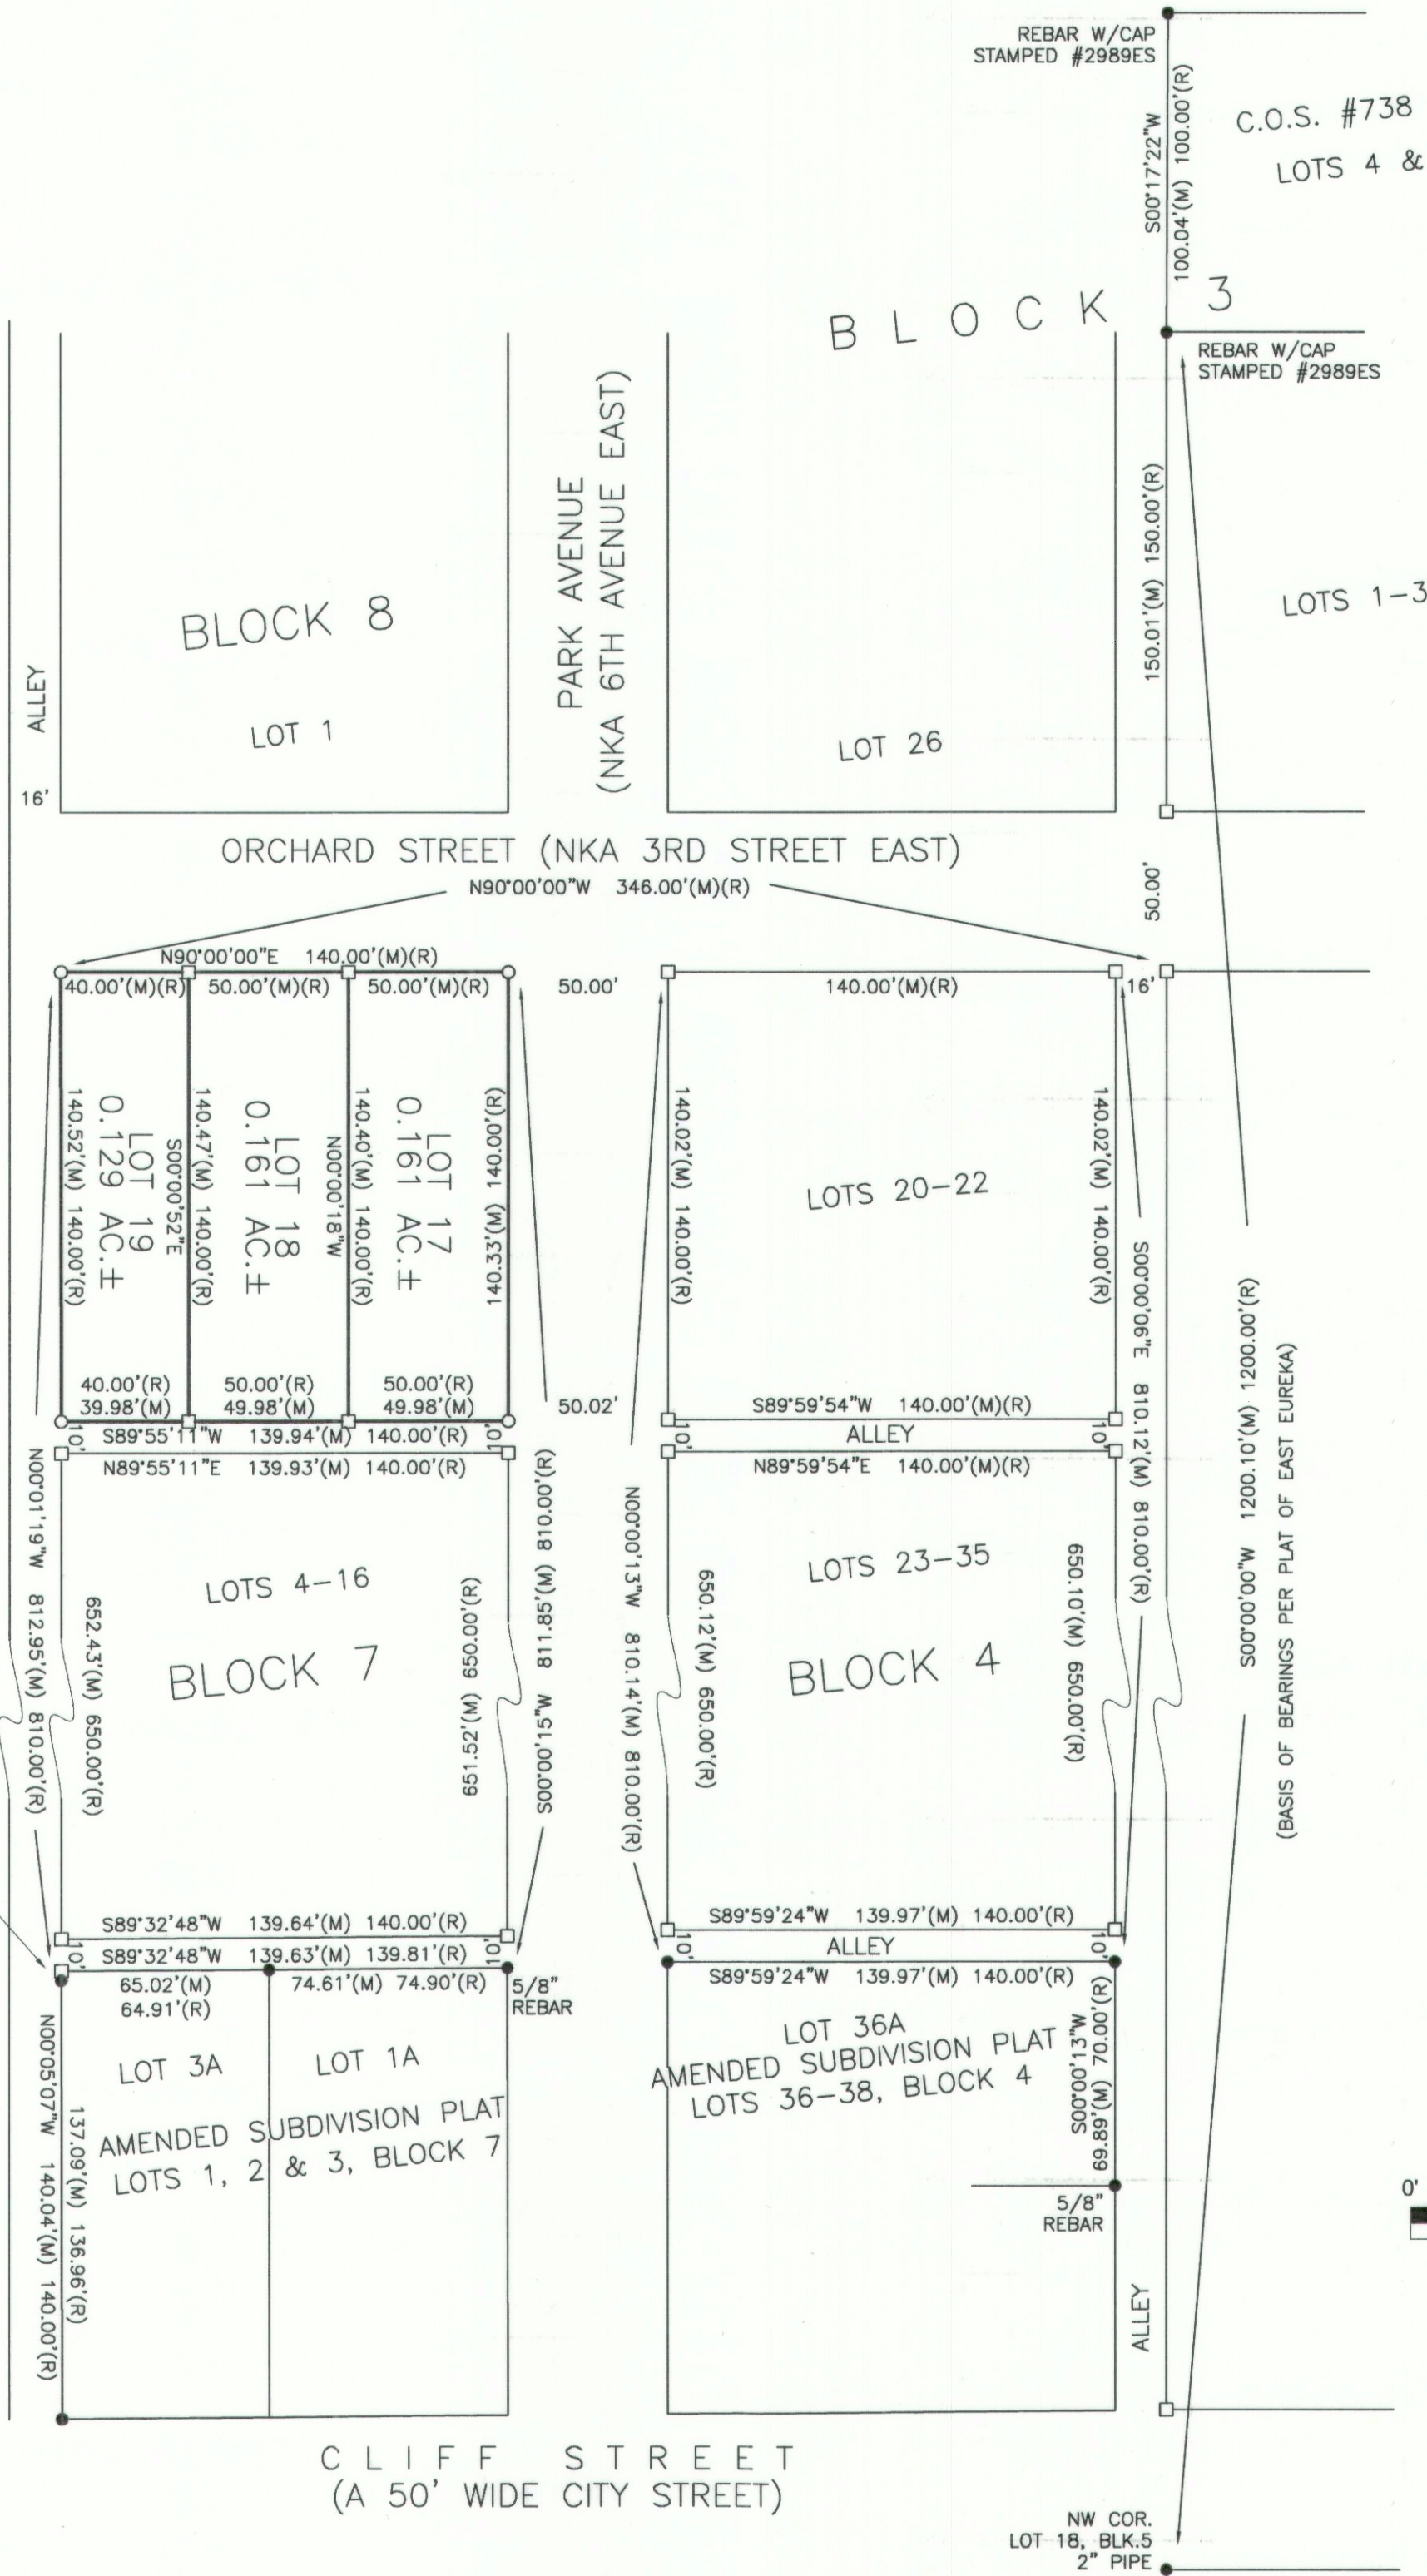 REBAR W/CAP
STAMPED #2989ES
S00°17'22"W
100.04'(M) 100.00'(R)
C.O.S. #738
LOTS 4 &
BLOCK 3
REBAR W/CAP
STAMPED #2989ES
PARK AVENUE
(NKA 6TH AVENUE EAST)
150.01'(M) 150.00'(R)
LOTS 1-3
BLOCK 8
LOT 1
LOT 26
ALLEY
16'
ORCHARD STREET (NKA 3RD STREET EAST)
N90°00'00"W 346.00'(M)(R)
50.00'
N90°00'00"E 140.00'(M)(R)
40.00'(M)(R) 50.00'(M)(R) 50.00'(M)(R)
50.00'
140.00'(M)(R)
16'
140.52'(M) 140.00'(R)
LOT 19
0.129 AC.±
S00°00'52"E
140.47'(M) 140.00'(R)
LOT 18
0.161 AC.±
N00°00'18"W
140.40'(M) 140.00'(R)
LOT 17
0.161 AC.±
140.33'(M) 140.00'(R)
140.02'(M) 140.00'(R)
LOTS 20-22
140.02'(M) 140.00'(R)
S00°00'06"E 810.12'(M) 810.00'(R)
S00°00'00"W 1200.10'(M) 1200.00'(R)
(BASIS OF BEARINGS PER PLAT OF EAST EUREKA)
40.00'(R) 50.00'(R) 50.00'(R)
39.98'(M) 49.98'(M) 49.98'(M)
50.02'
10' S89°55'11"W 139.94'(M) 140.00'(R) 10'
N89°55'11"E 139.93'(M) 140.00'(R)
S89°59'54"W 140.00'(M)(R)
10' ALLEY 10'
N89°59'54"E 140.00'(M)(R)
N00°01'19"W 812.95'(M) 810.00'(R)
652.43'(M) 650.00'(R)
LOTS 4-16
BLOCK 7
651.52'(M) 650.00'(R)
S00°00'15"W 811.85'(M) 810.00'(R)
N00°00'13"W 810.14'(M) 810.00'(R)
650.12'(M) 650.00'(R)
LOTS 23-35
BLOCK 4
650.10'(M) 650.00'(R)
S89°32'48"W 139.64'(M) 140.00'(R)
10' S89°32'48"W 139.63'(M) 139.81'(R) 10'
65.02'(M) 74.61'(M) 74.90'(R)
64.91'(R)
5/8"
REBAR
S89°59'24"W 139.97'(M) 140.00'(R)
10' ALLEY 10'
S89°59'24"W 139.97'(M) 140.00'(R)
N00°05'07"W 140.04'(M) 140.00'(R)
137.09'(M) 136.96'(R)
LOT 3A
LOT 1A
AMENDED SUBDIVISION PLAT
LOTS 1, 2 & 3, BLOCK 7
LOT 36A
AMENDED SUBDIVISION PLAT
LOTS 36-38, BLOCK 4
S00°00'13"W
69.89'(M) 70.00'(R)
5/8"
REBAR
0'
ALLEY
CLIFF STREET
(A 50' WIDE CITY STREET)
NW COR.
LOT 18, BLK.5
2" PIPE